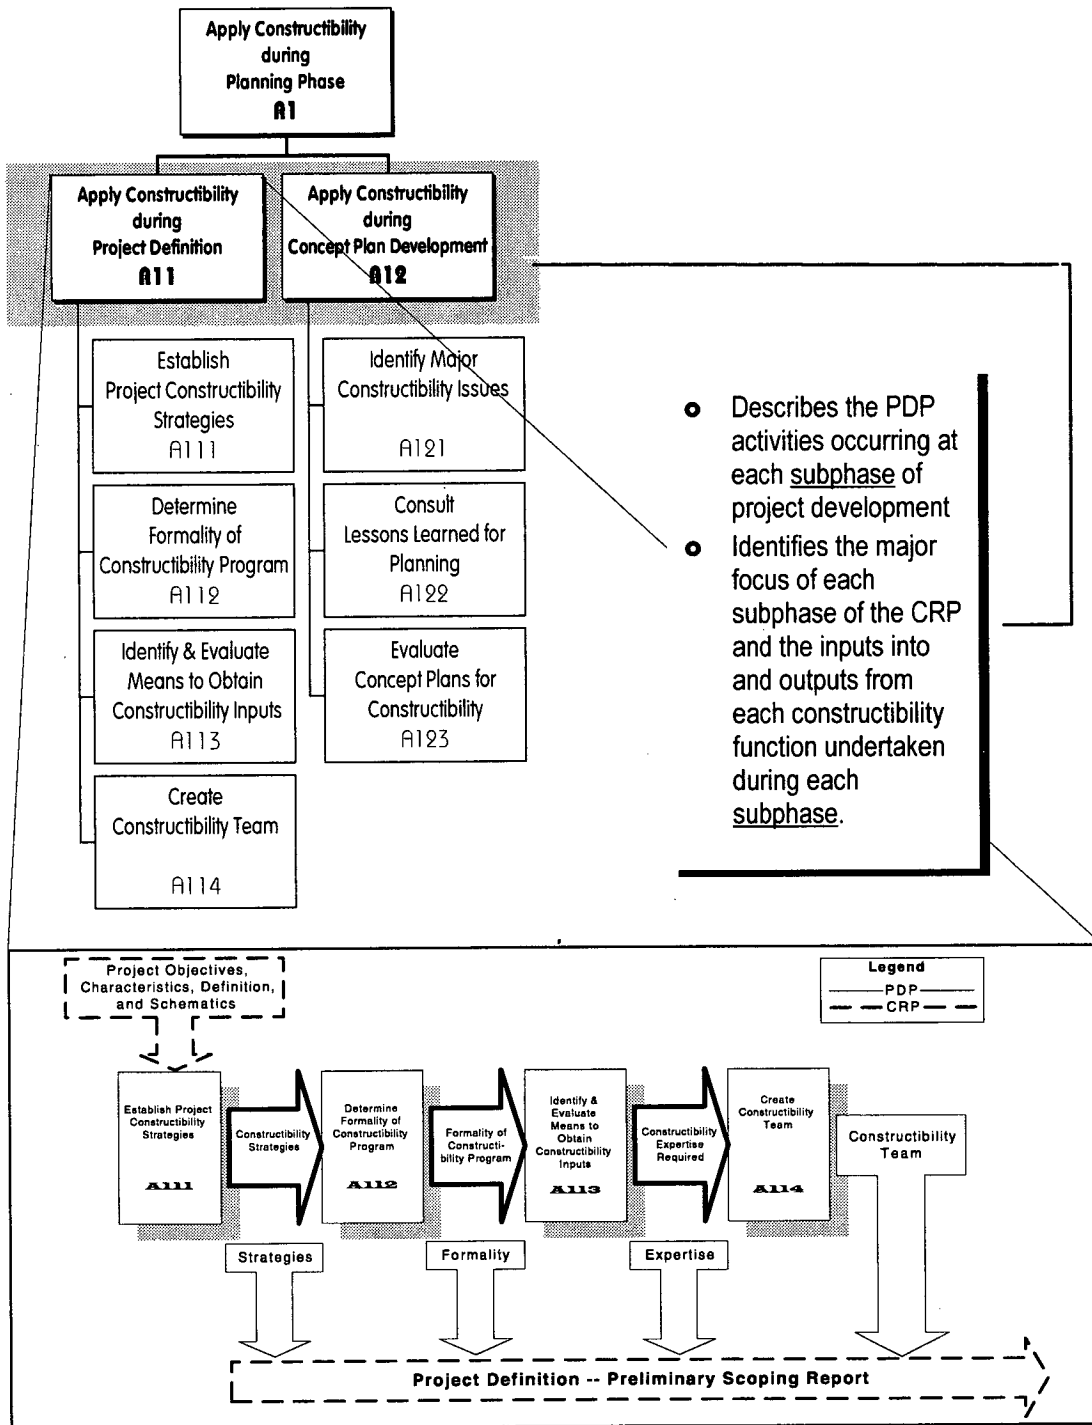 Apply Constructibility
during
Planning Phase
A1
Apply Constructibility
during
Project Definition
A11
Apply Constructibility
during
Concept Plan Development
A12
Establish
Project Constructibility
Strategies
A111
Determine
Formality of
Constructibility Program
A112
Identify & Evaluate
Means to Obtain
Constructibility Inputs
A113
Create
Constructibility Team
A114
Identify Major
Constructibility Issues
A121
Consult
Lessons Learned for
Planning
A122
Evaluate
Concept Plans for
Constructibility
A123
Describes the PDP
activities occurring at
each subphase of
project development
Identifies the major
focus of each
subphase of the CRP
and the inputs into
and outputs from
each constructibility
function undertaken
during each
subphase.
Project Objectives,
Characteristics, Definition,
and Schematics
Legend
PDP
CRP
Establish Project
Constructibility
Strategies
A111
Constructibility
Strategies
Determine
Formality of
Constructibility
Program
A112
Formality of
Constructi-
bility Program
Identify &
Evaluate
Means to
Obtain
Constructibility
Inputs
A113
Constructibility
Expertise
Required
Create
Constructibility
Team
A114
Constructibility
Team
Strategies
Formality
Expertise
Project Definition -- Preliminary Scoping Report